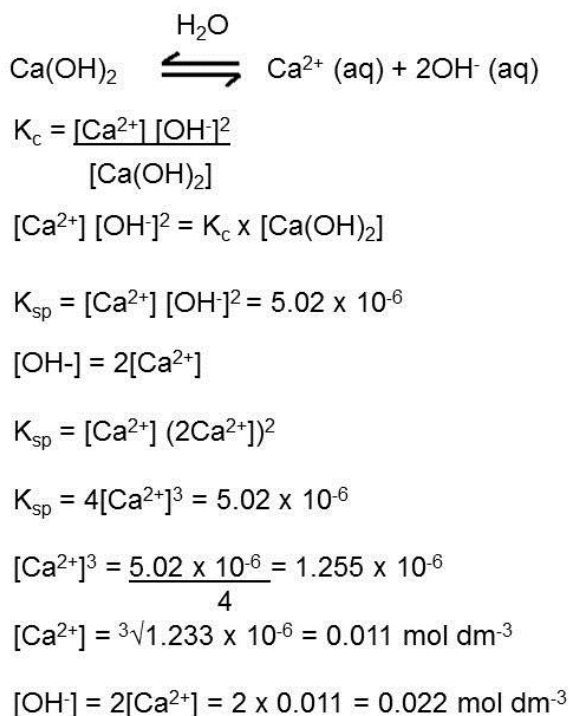 H₂O
Ca(OH)₂ ⇌ Ca²⁺ (aq) + 2OH⁻ (aq)
K꜀ = [Ca²⁺] [OH⁻]²
[Ca(OH)₂]
[Ca²⁺] [OH⁻]² = K꜀ x [Ca(OH)₂]
Kₛₚ = [Ca²⁺] [OH⁻]² = 5.02 x 10⁻⁶
[OH-] = 2[Ca²⁺]
Kₛₚ = [Ca²⁺] (2Ca²⁺])²
Kₛₚ = 4[Ca²⁺]³ = 5.02 x 10⁻⁶
[Ca²⁺]³ = 5.02 x 10⁻⁶ = 1.255 x 10⁻⁶
4
[Ca²⁺] = ³√1.233 x 10⁻⁶ = 0.011 mol dm⁻³
[OH⁻] = 2[Ca²⁺] = 2 x 0.011 = 0.022 mol dm⁻³